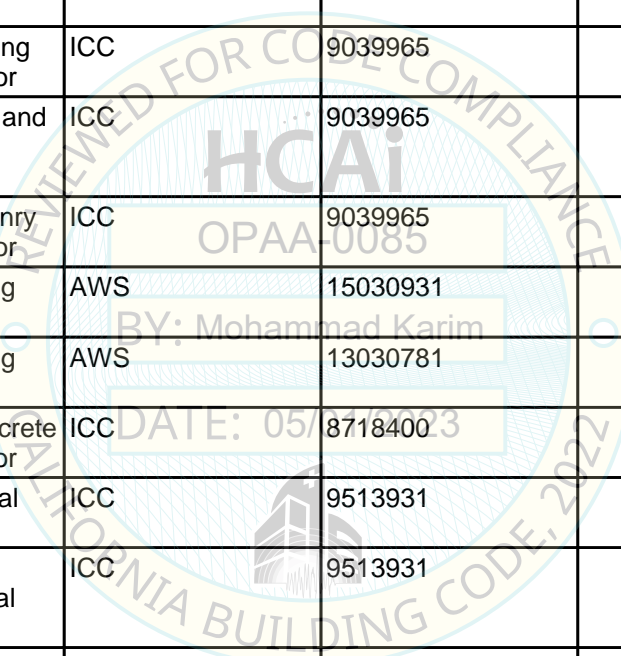 ng ICC 9039965
or
and ICC 9039965
nry ICC 9039965
or
g AWS 15030931
g AWS 13030781
crete ICC 8718400
or
al ICC 9513931
ICC 9513931
al
REVIEWED FOR CODE COMPLIANCE
HCAi
OPAA-0085
BY: Mohammad Karim
DATE: 05/01/2023
CALIFORNIA BUILDING CODE, 2022